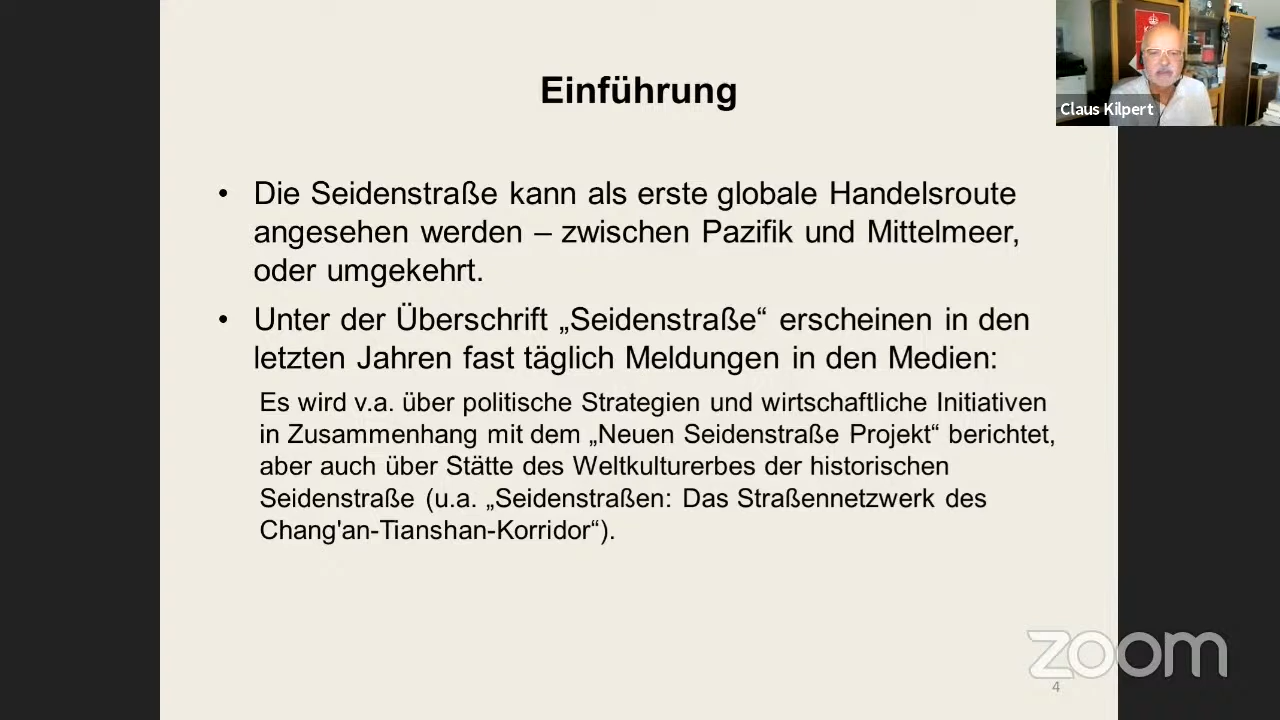 Einführung
Claus Kilpert
• Die Seidenstraße kann als erste globale Handelsroute
angesehen werden – zwischen Pazifik und Mittelmeer,
oder umgekehrt.
• Unter der Überschrift „Seidenstraße“ erscheinen in den
letzten Jahren fast täglich Meldungen in den Medien:
Es wird v.a. über politische Strategien und wirtschaftliche Initiativen
in Zusammenhang mit dem „Neuen Seidenstraße Projekt“ berichtet,
aber auch über Stätte des Weltkulturerbes der historischen
Seidenstraße (u.a. „Seidenstraßen: Das Straßennetzwerk des
Chang'an-Tianshan-Korridor“).
zoom
4